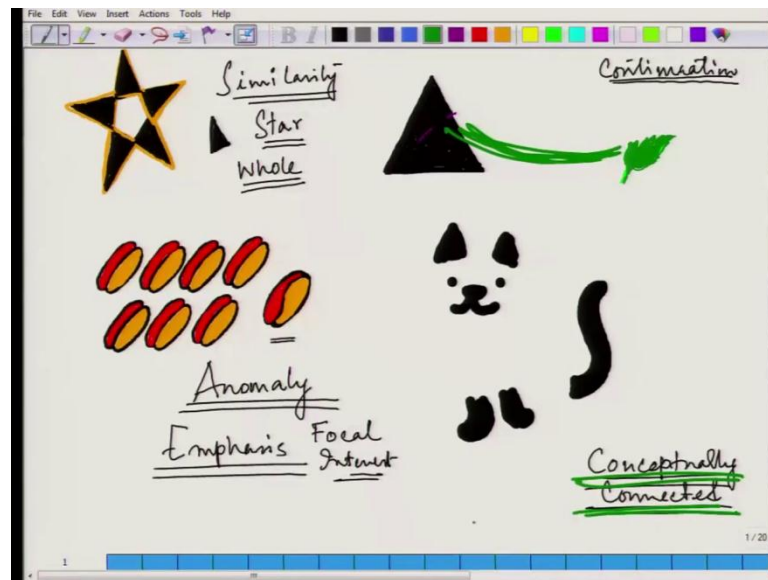 File Edit View Insert Actions Tools Help
B I
Similarity
Star
Whole
Continuation
Anomaly
Emphasis Focal
Interest
Conceptually
Connected
1 / 20
1